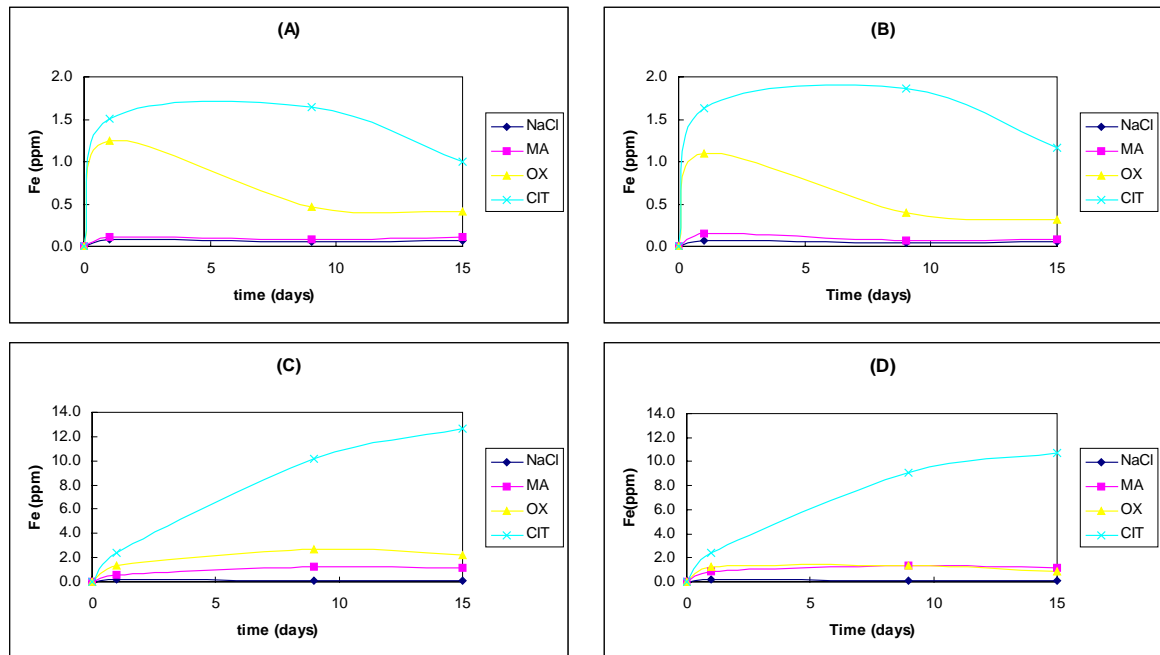 (A)
2.0
1.5
1.0
0.5
0.0
Fe (ppm)
0 5 10 15
time (days)
NaCl
MA
OX
CIT
(B)
2.0
1.5
1.0
0.5
0.0
Fe (ppm)
0 5 10 15
Time (days)
NaCl
MA
OX
CIT
(C)
14.0
12.0
10.0
8.0
6.0
4.0
2.0
0.0
Fe (ppm)
0 5 10 15
time (days)
NaCl
MA
OX
CIT
(D)
14.0
12.0
10.0
8.0
6.0
4.0
2.0
0.0
Fe(ppm)
0 5 10 15
Time (days)
NaCl
MA
OX
CIT